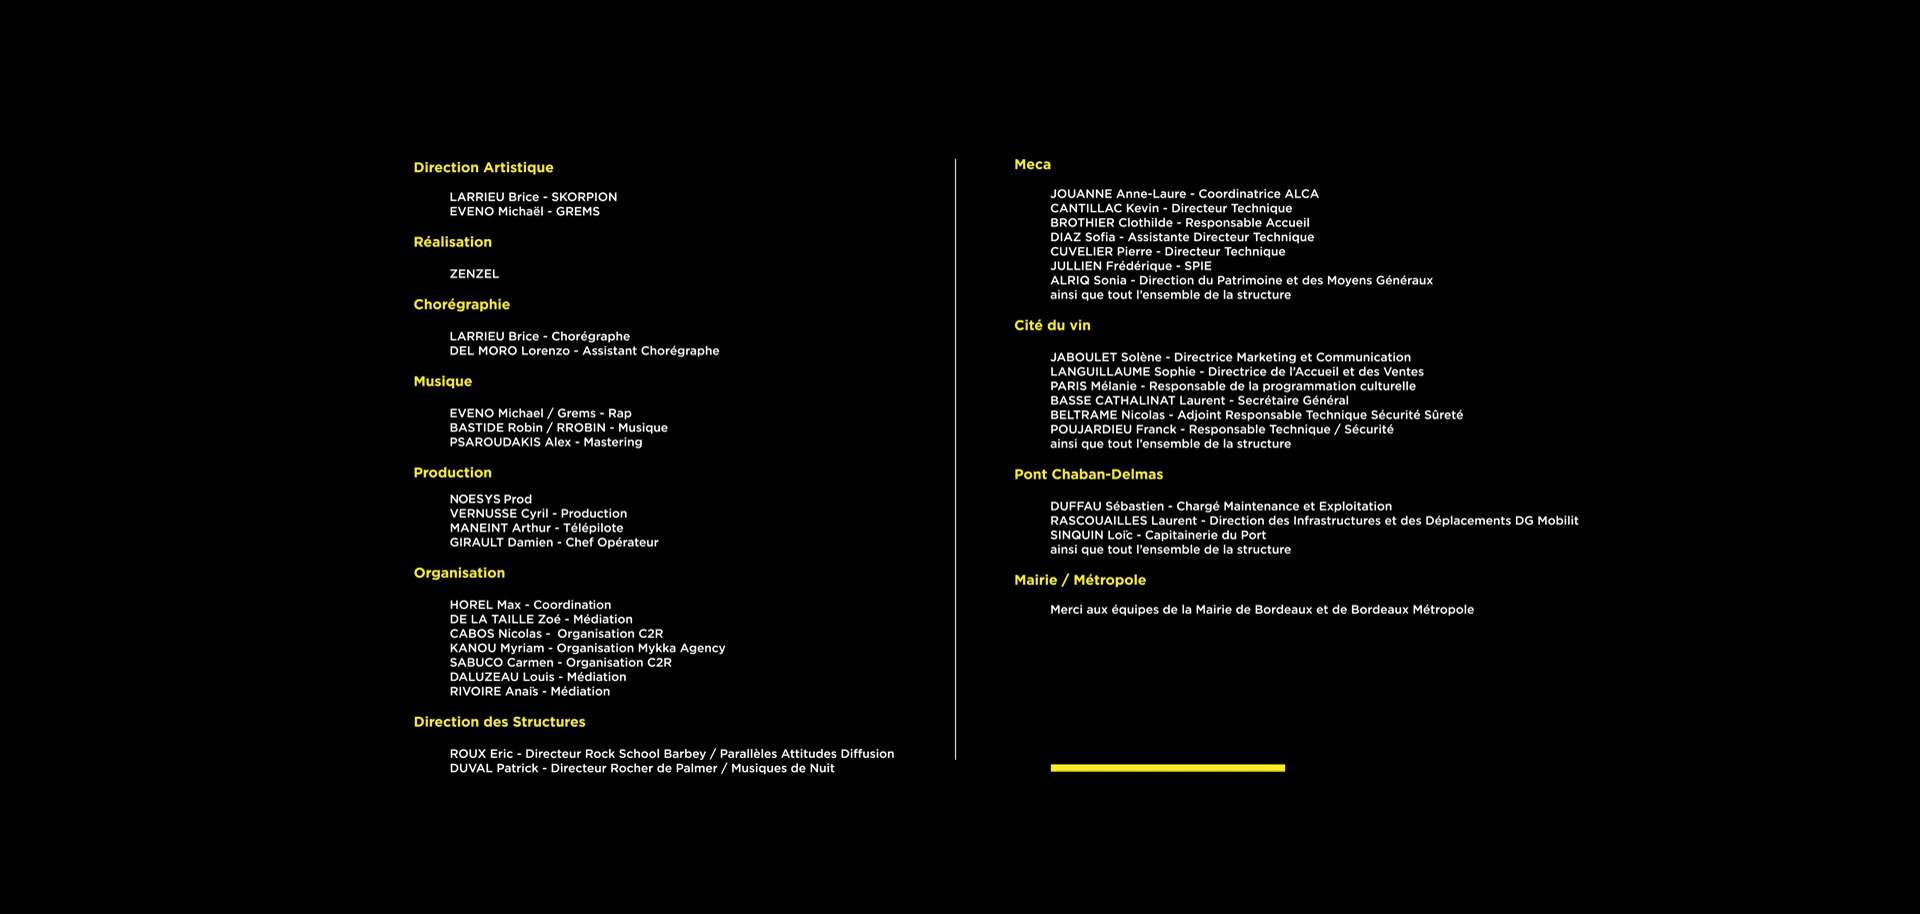 Direction Artistique
LARRIEU Brice - SKORPION
EVENO Michaël - GREMS
Réalisation
ZENZEL
Chorégraphie
LARRIEU Brice - Chorégraphe
DEL MORO Lorenzo - Assistant Chorégraphe
Musique
EVENO Michael / Grems - Rap
BASTIDE Robin / RROBIN - Musique
PSAROUDAKIS Alex - Mastering
Production
NOESYS Prod
VERNUSSE Cyril - Production
MANEINT Arthur - Télépilote
GIRAULT Damien - Chef Opérateur
Organisation
HOREL Max - Coordination
DE LA TAILLE Zoé - Médiation
CABOS Nicolas -  Organisation C2R
KANOU Myriam - Organisation Mykka Agency
SABUCO Carmen - Organisation C2R
DALUZEAU Louis - Médiation
RIVOIRE Anaïs - Médiation
Direction des Structures
ROUX Eric - Directeur Rock School Barbey / Parallèles Attitudes Diffusion
DUVAL Patrick - Directeur Rocher de Palmer / Musiques de Nuit
Meca
JOUANNE Anne-Laure - Coordinatrice ALCA
CANTILLAC Kevin - Directeur Technique
BROTHIER Clothilde - Responsable Accueil
DIAZ Sofia - Assistante Directeur Technique
CUVELIER Pierre - Directeur Technique
JULLIEN Frédérique - SPIE
ALRIQ Sonia - Direction du Patrimoine et des Moyens Généraux
ainsi que tout l'ensemble de la structure
Cité du vin
JABOULET Solène - Directrice Marketing et Communication
LANGUILLAUME Sophie - Directrice de l'Accueil et des Ventes
PARIS Mélanie - Responsable de la programmation culturelle
BASSE CATHALINAT Laurent - Secrétaire Général
BELTRAME Nicolas - Adjoint Responsable Technique Sécurité Sûreté
POUJARDIEU Franck - Responsable Technique / Sécurité
ainsi que tout l'ensemble de la structure
Pont Chaban-Delmas
DUFFAU Sébastien - Chargé Maintenance et Exploitation
RASCOUAILLES Laurent - Direction des Infrastructures et des Déplacements DG Mobilit
SINQUIN Loïc - Capitainerie du Port
ainsi que tout l'ensemble de la structure
Mairie / Métropole
Merci aux équipes de la Mairie de Bordeaux et de Bordeaux Métropole